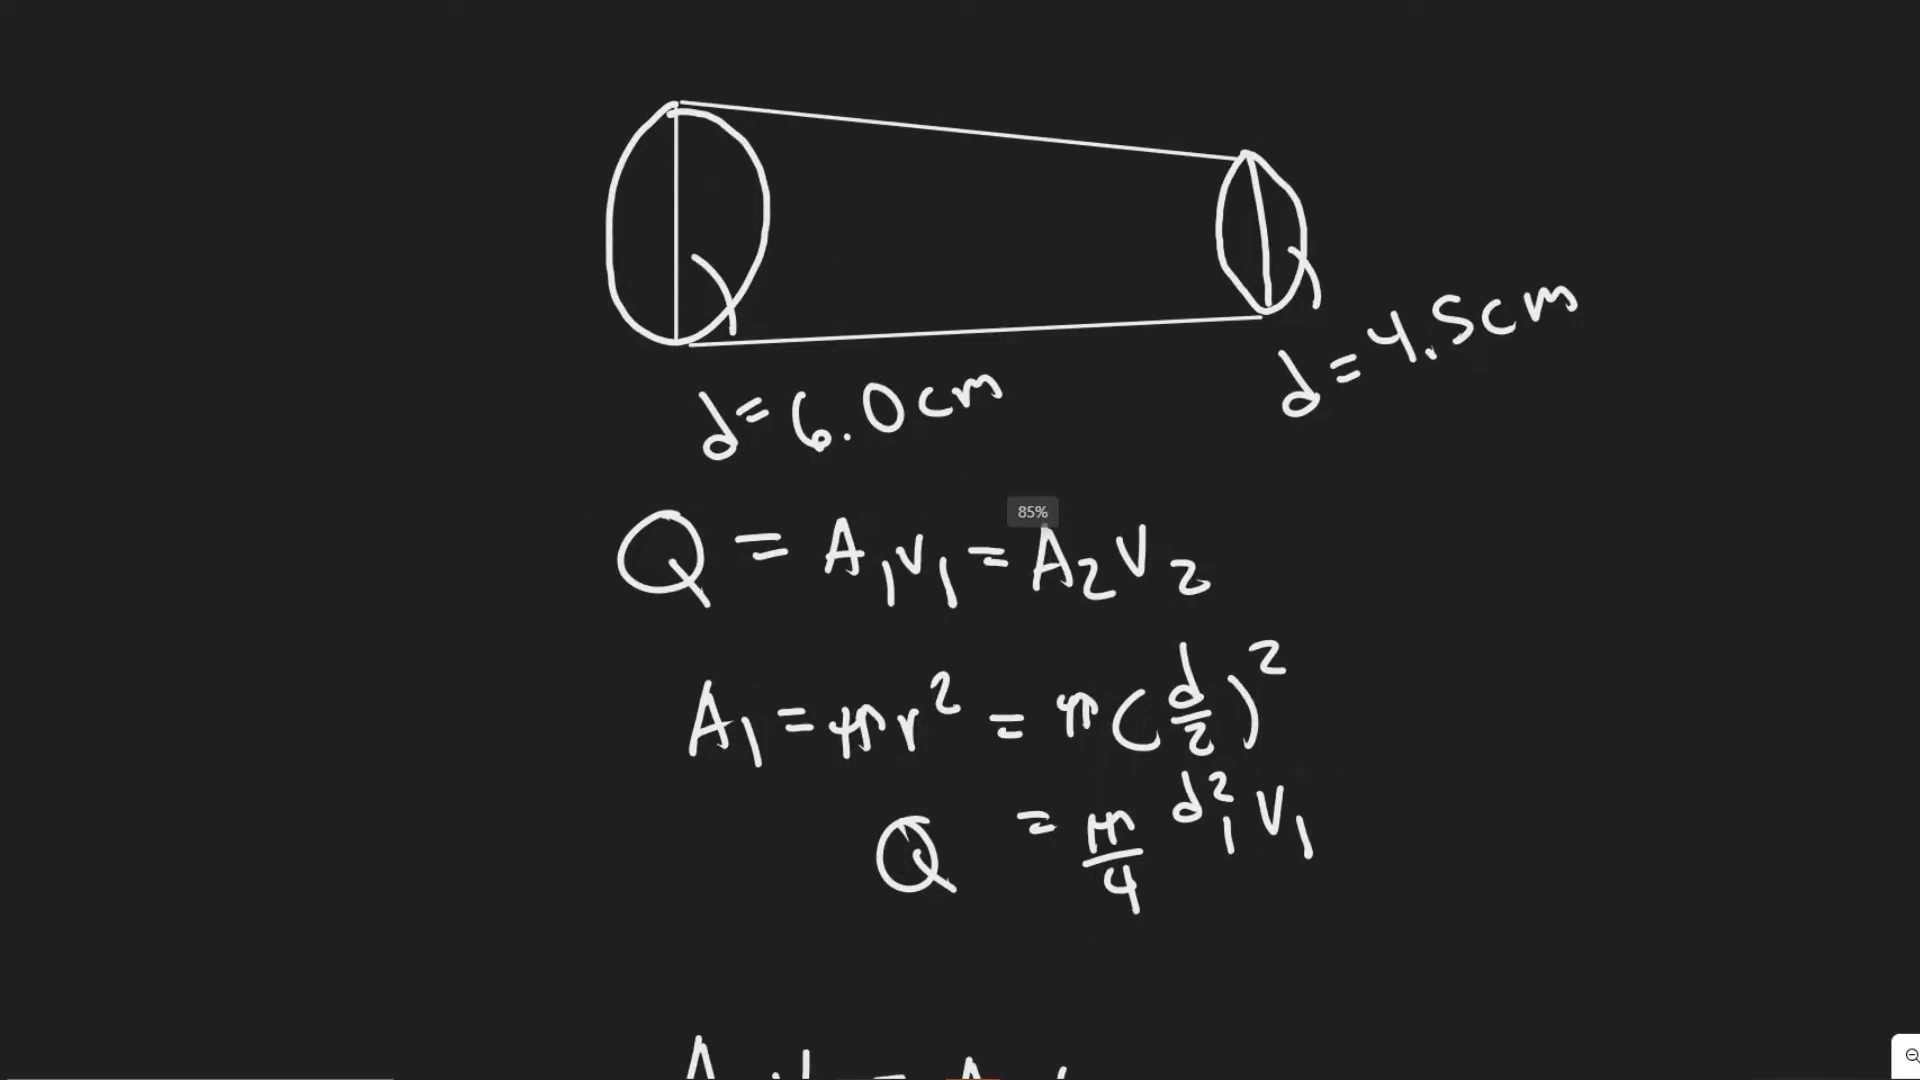 d = 4.5cm
d = 6.0cm
85%
Q = A₁v₁ = A₂v₂
A₁ = πr² = π(d/2)²
Q = π/4 d₁² v₁